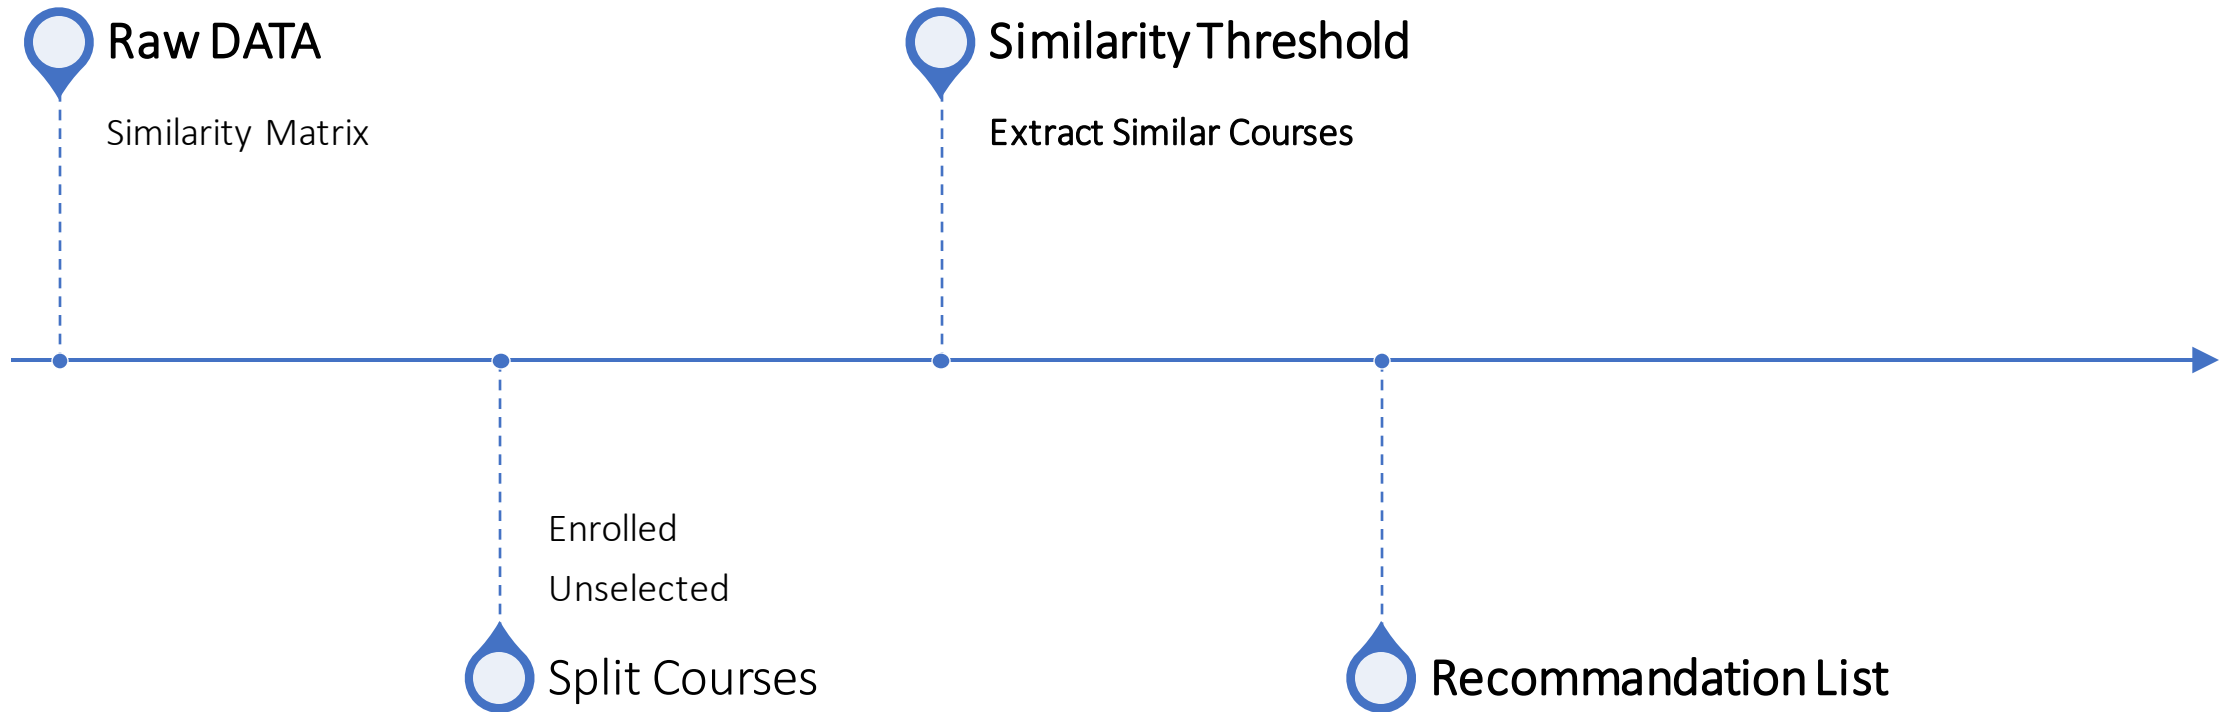 Raw DATA
Similarity Matrix
Similarity Threshold
Extract Similar Courses
Enrolled
Unselected
Split Courses
Recommandation List